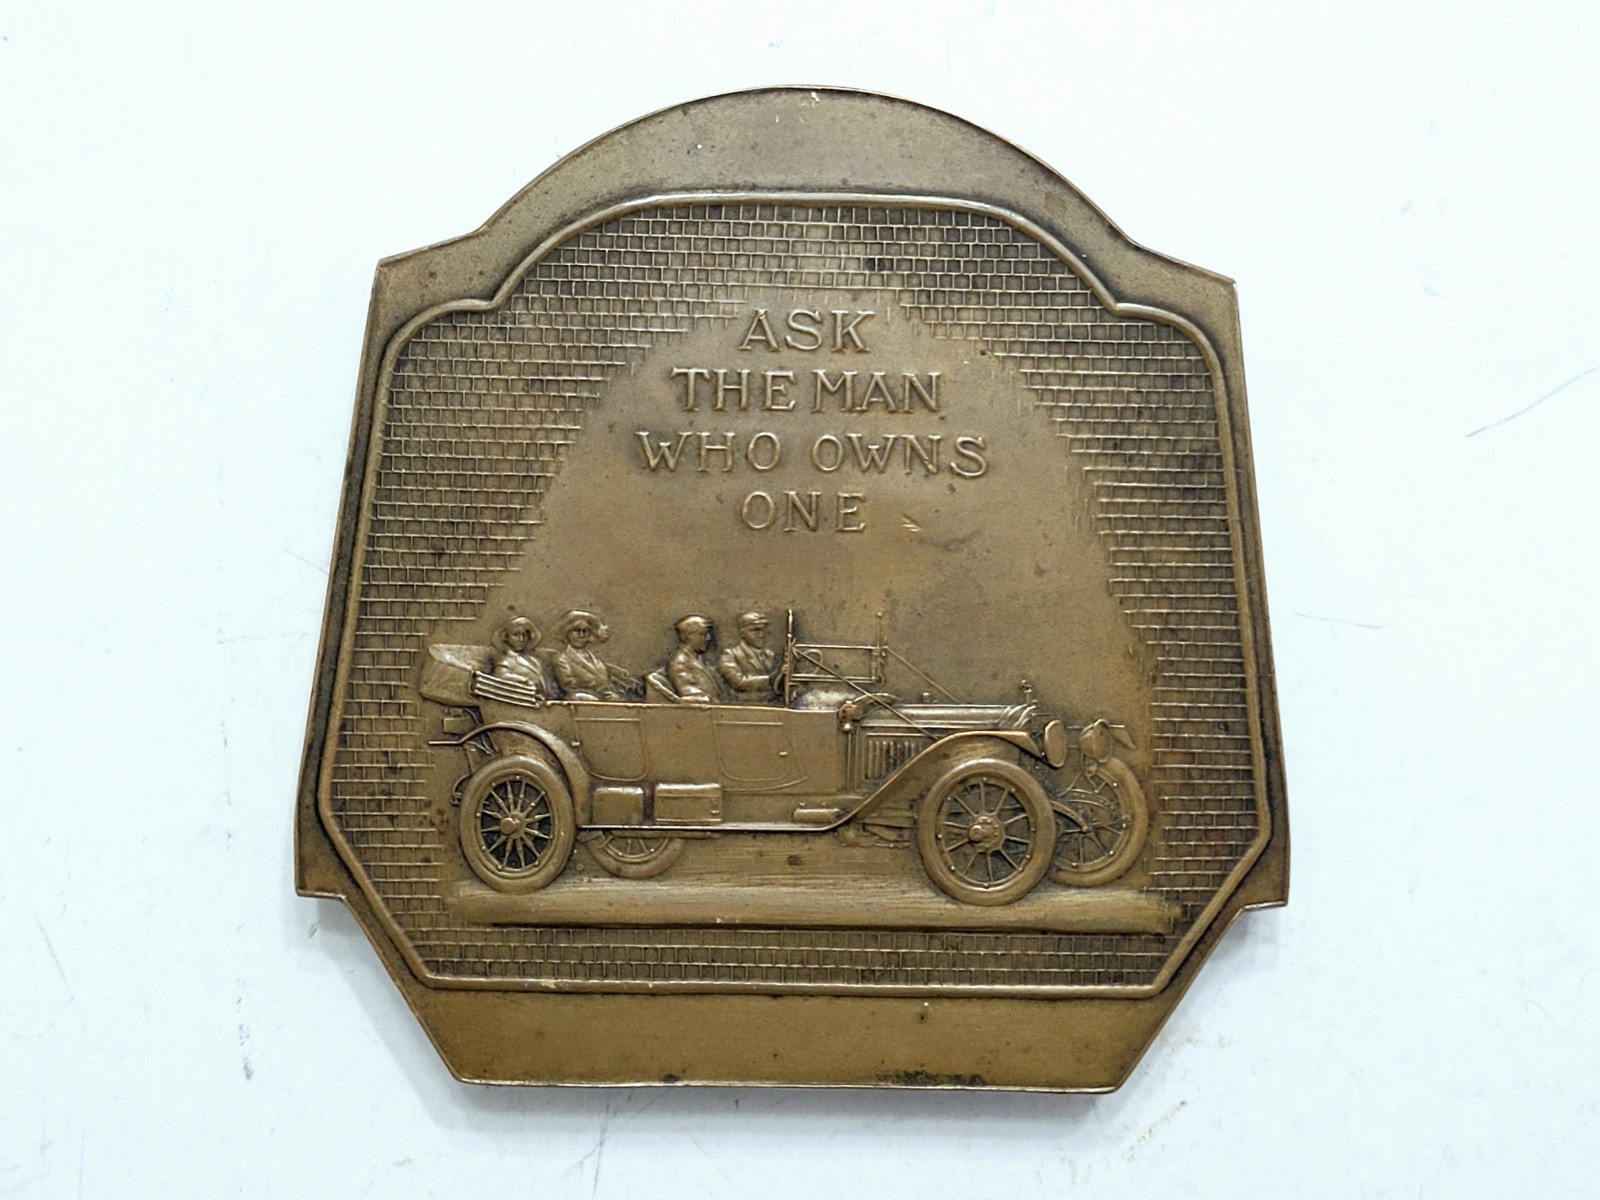 ASK
THE MAN
WHO OWNS
ONE